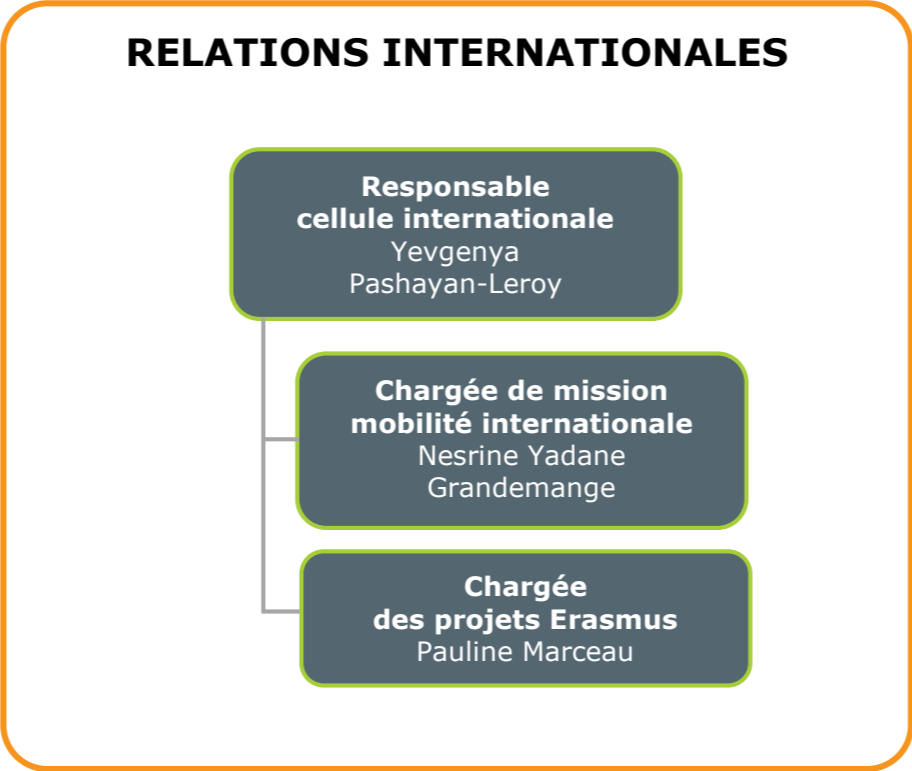 RELATIONS INTERNATIONALES
Responsable
cellule internationale
Yevgenya
Pashayan-Leroy
Chargée de mission
mobilité internationale
Nesrine Yadane
Grandemange
Chargée
des projets Erasmus
Pauline Marceau